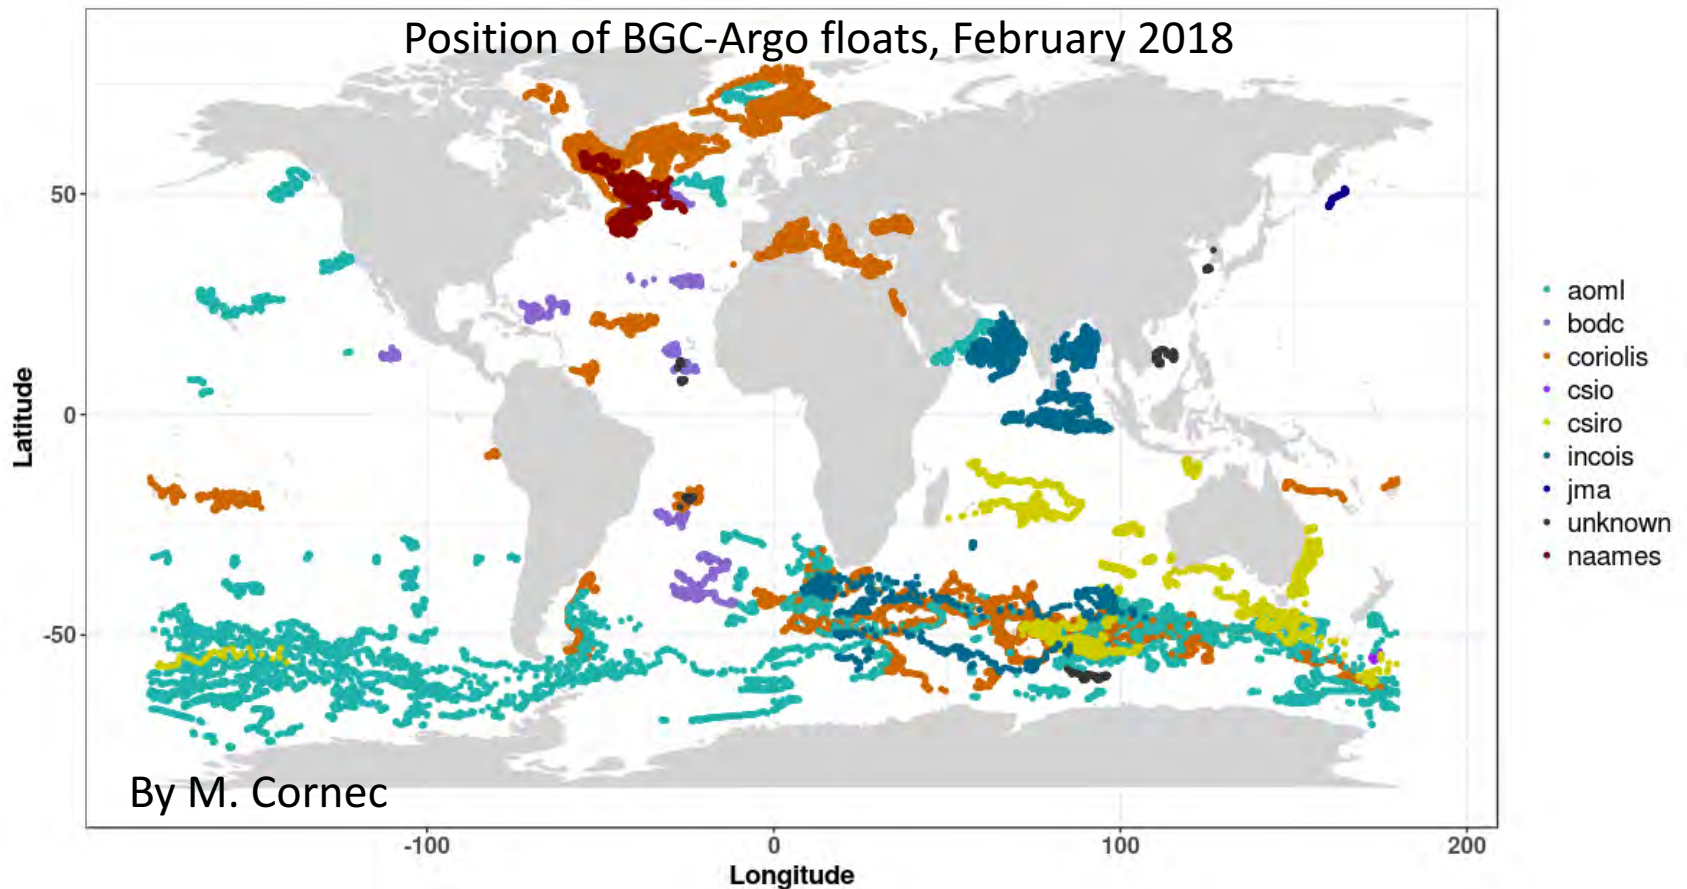 Position of BGC-Argo floats, February 2018
50
0
-50
Latitude
By M. Cornec
-100
0
100
200
Longitude
aoml
bodc
coriolis
csio
csiro
incois
jma
unknown
naames